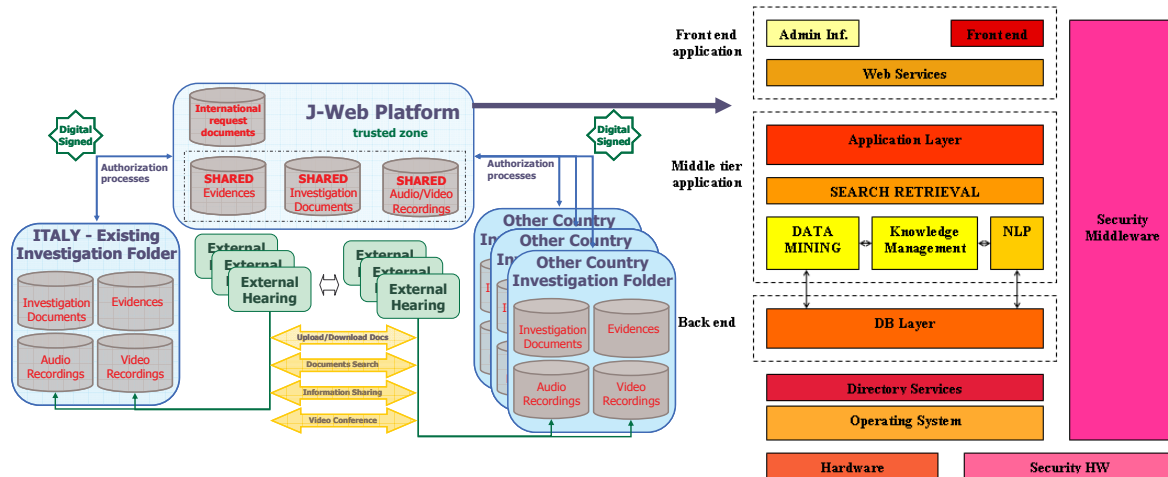 International
request
documents
J-Web Platform
trusted zone
Digital
Signed
Digital
Signed
Authorization
processes
Authorization
processes
SHARED
Evidences
SHARED
Investigation
Documents
SHARED
Audio/Video
Recordings
ITALY - Existing
Investigation Folder
Investigation
Documents
Evidences
Audio
Recordings
Video
Recordings
External
External
External
Hearing
External
External
External
Hearing
Other Country
Other Country
Other Country
Investigation Folder
Investigation
Documents
Evidences
Audio
Recordings
Video
Recordings
Upload/Download Docs
Documents Search
Information Sharing
Video Conference
Front end
application
Admin Inf.
Front end
Web Services
Middle tier
application
Application Layer
SEARCH RETRIEVAL
DATA
MINING
Knowledge
Management
NLP
Back end
DB Layer
Directory Services
Operating System
Hardware
Security HW
Security
Middleware